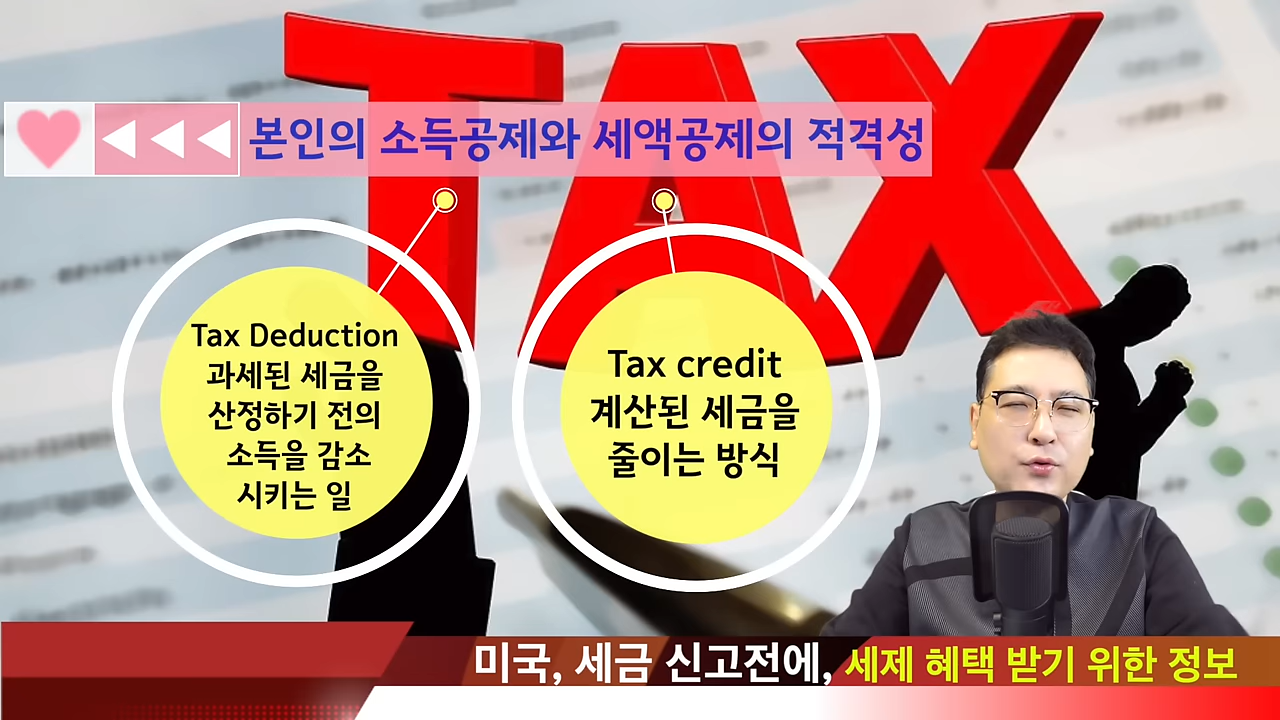 TAX
본인의 소득공제와 세액공제의 적격성
Tax Deduction
과세된 세금을
산정하기 전의
소득을 감소
시키는 일
Tax credit
계산된 세금을
줄이는 방식
미국, 세금 신고전에, 세제 혜택 받기 위한 정보